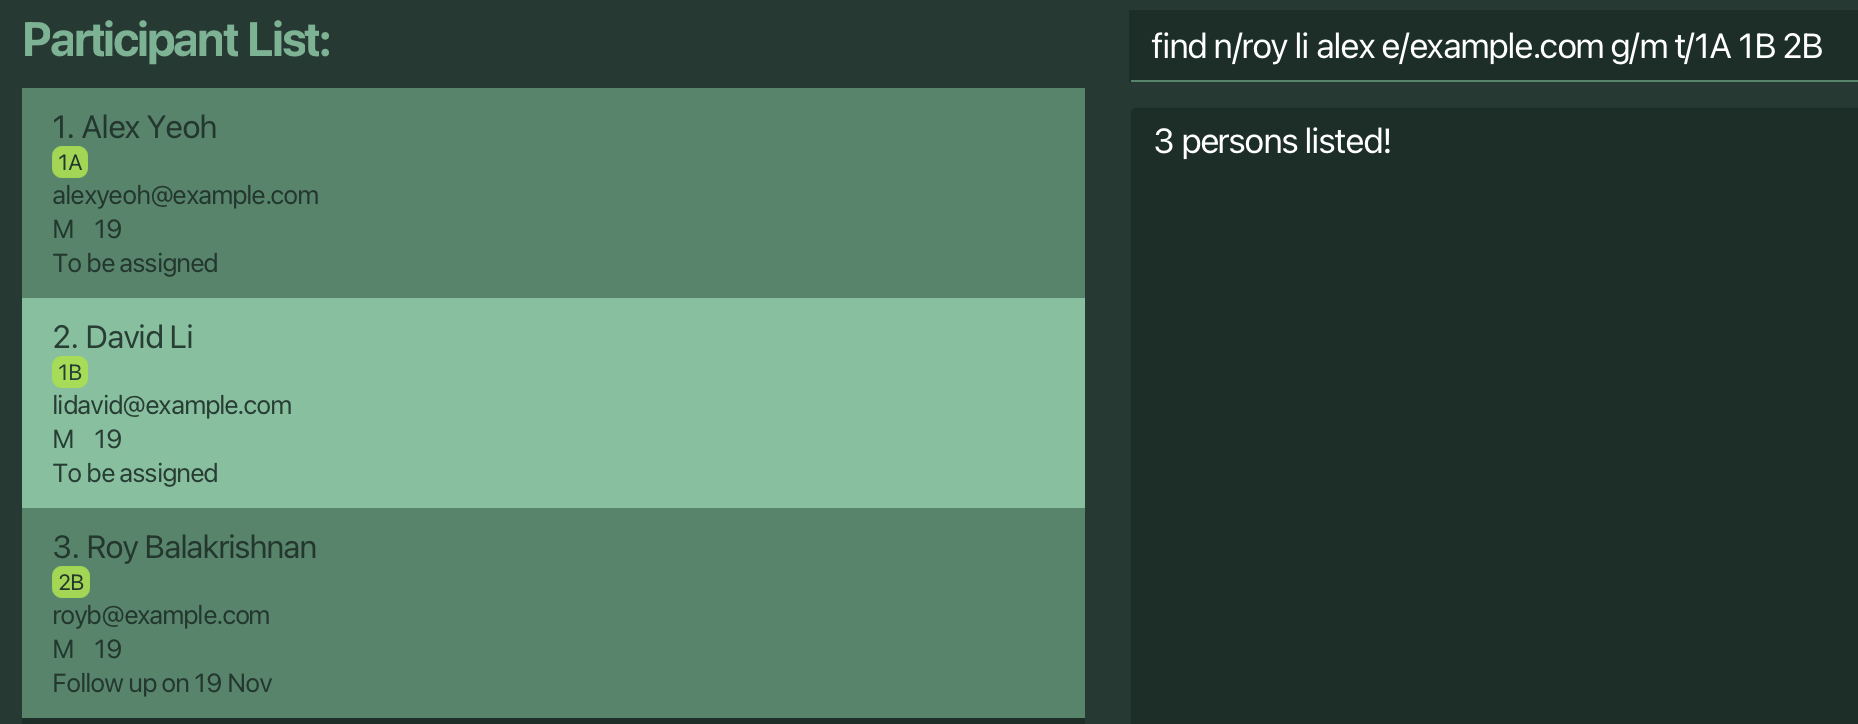 Participant List:
1. Alex Yeoh
1A
alexyeoh@example.com
M 19
To be assigned
2. David Li
1B
lidavid@example.com
M 19
To be assigned
3. Roy Balakrishnan
2B
royb@example.com
M 19
Follow up on 19 Nov
find n/roy li alex e/example.com g/m t/1A 1B 2B
3 persons listed!